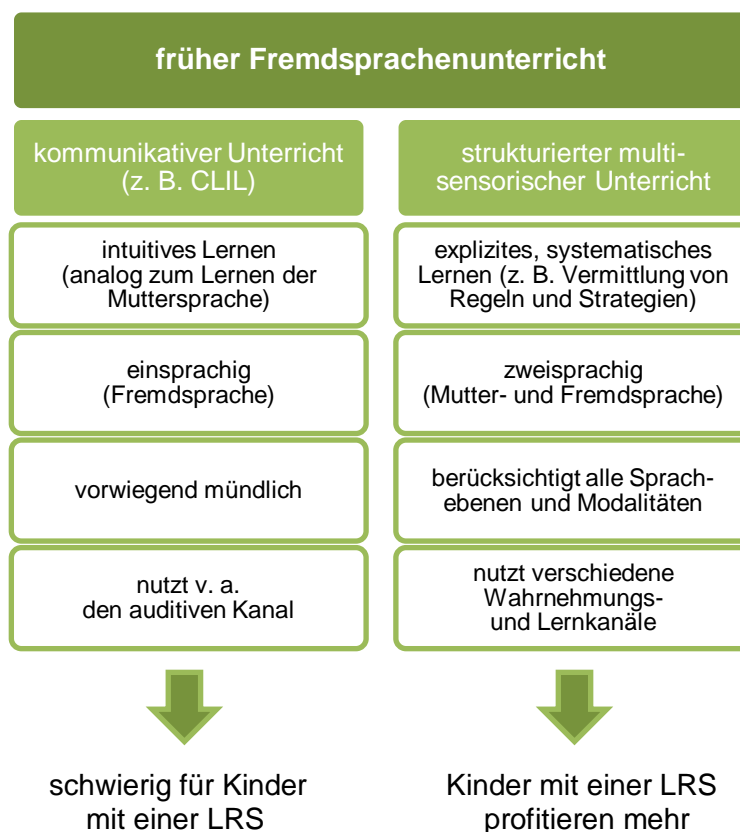 früher Fremdsprachenunterricht
kommunikativer Unterricht
(z. B. CLIL)
intuitives Lernen
(analog zum Lernen der
Muttersprache)
einsprachig
(Fremdsprache)
vorwiegend mündlich
nutzt v. a.
den auditiven Kanal
schwierig für Kinder
mit einer LRS
strukturierter multi-
sensorischer Unterricht
explizites, systematisches
Lernen (z. B. Vermittlung von
Regeln und Strategien)
zweisprachig
(Mutter- und Fremdsprache)
berücksichtigt alle Sprach-
ebenen und Modalitäten
nutzt verschiedene
Wahrnehmungs-
und Lernkanäle
Kinder mit einer LRS
profitieren mehr